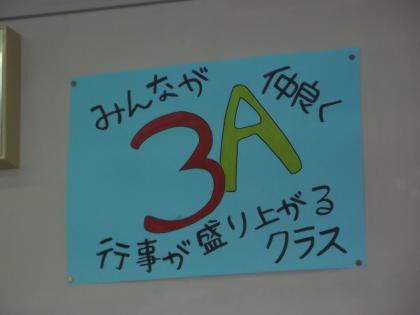 みんなが 仲良く
3A
行事が盛り上がる
クラス